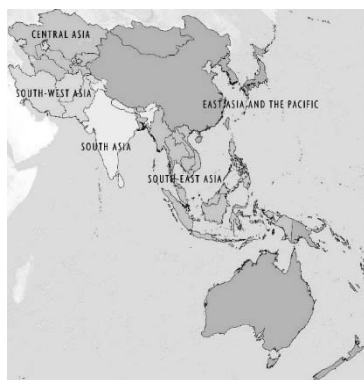 CENTRAL ASIA
SOUTH-WEST ASIA
EAST ASIA AND THE PACIFIC
SOUTH ASIA
SOUTH-EAST ASIA